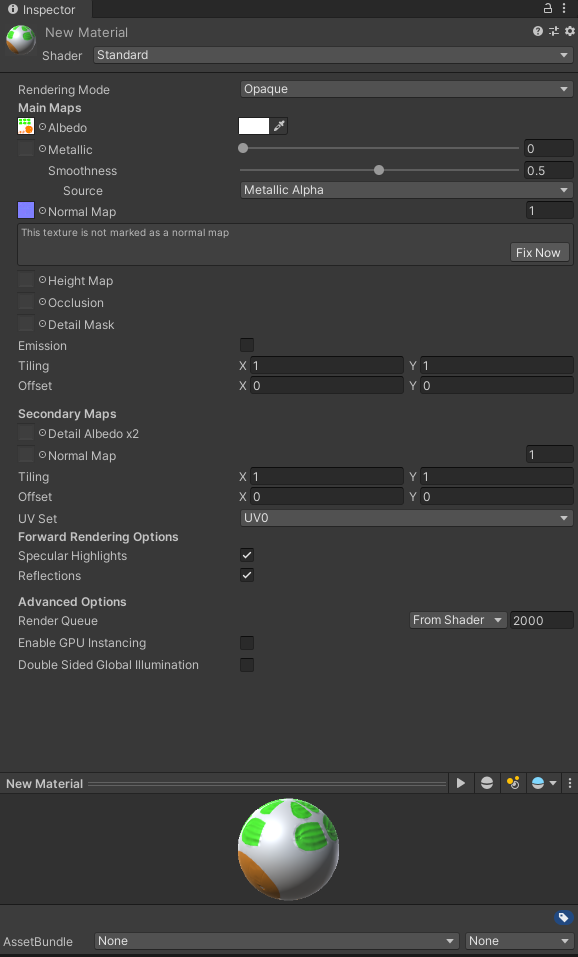 Inspector
New Material
Shader Standard
Rendering Mode Opaque
Main Maps
Albedo
Metallic 0
Smoothness 0.5
Source Metallic Alpha
Normal Map 1
This texture is not marked as a normal map
Fix Now
Height Map
Occlusion
Detail Mask
Emission
Tiling X 1 Y 1
Offset X 0 Y 0
Secondary Maps
Detail Albedo x2
Normal Map 1
Tiling X 1 Y 1
Offset X 0 Y 0
UV Set UV0
Forward Rendering Options
Specular Highlights
Reflections
Advanced Options
Render Queue From Shader 2000
Enable GPU Instancing
Double Sided Global Illumination
New Material
AssetBundle None None